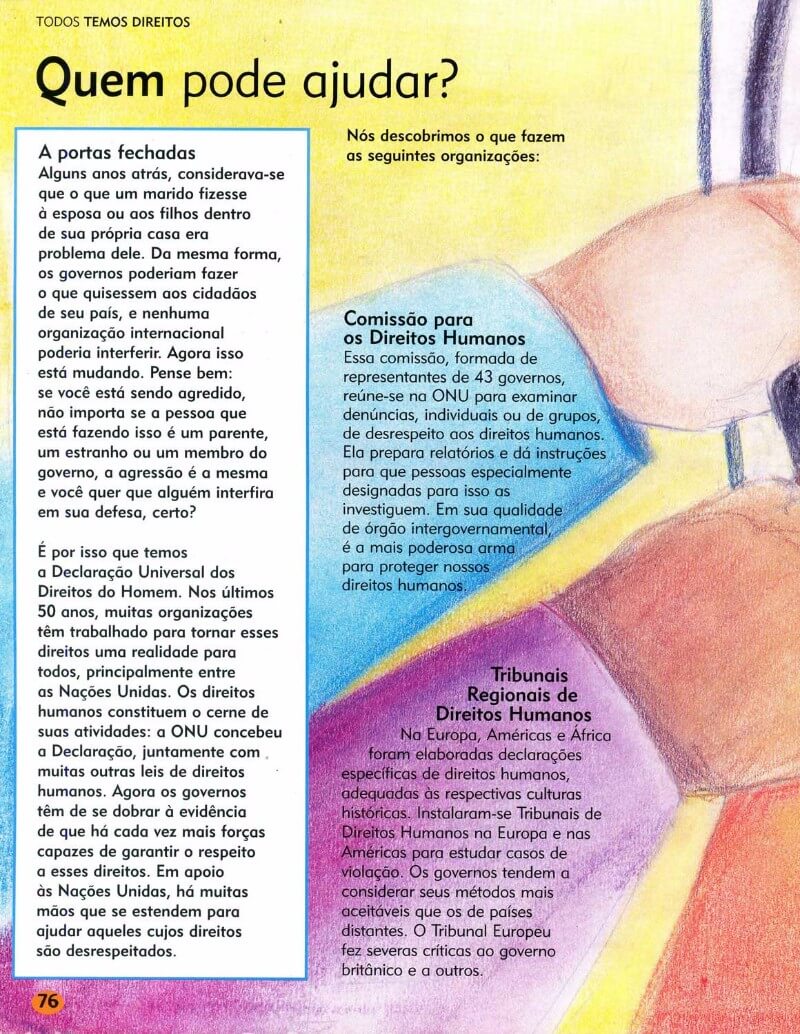 TODOS TEMOS DIREITOS
Quem pode ajudar?
A portas fechadas
Alguns anos atrás, considerava-se
que o que um marido fizesse
à esposa ou aos filhos dentro
de sua própria casa era
problema dele. Da mesma forma,
os governos poderiam fazer
o que quisessem aos cidadãos
de seu país, e nenhuma
organização internacional
poderia interferir. Agora isso
está mudando. Pense bem:
se você está sendo agredido,
não importa se a pessoa que
está fazendo isso é um parente,
um estranho ou um membro do
governo, a agressão é a mesma
e você quer que alguém interfira
em sua defesa, certo?
É por isso que temos
a Declaração Universal dos
Direitos do Homem. Nos últimos
50 anos, muitas organizações
têm trabalhado para tornar esses
direitos uma realidade para
todos, principalmente entre
as Nações Unidas. Os direitos
humanos constituem o cerne de
suas atividades: a ONU concebeu
a Declaração, juntamente com
muitas outras leis de direitos
humanos. Agora os governos
têm de se dobrar à evidência
de que há cada vez mais forças
capazes de garantir o respeito
a esses direitos. Em apoio
às Nações Unidas, há muitas
mãos que se estendem para
ajudar aqueles cujos direitos
são desrespeitados.
Nós descobrimos o que fazem
as seguintes organizações:
Comissão para
os Direitos Humanos
Essa comissão, formada de
representantes de 43 governos,
reúne-se na ONU para examinar
denúncias, individuais ou de grupos,
de desrespeito aos direitos humanos.
Ela prepara relatórios e dá instruções
para que pessoas especialmente
designadas para isso as
investiguem. Em sua qualidade
de órgão intergovernamental,
é a mais poderosa arma
para proteger nossos
direitos humanos.
Tribunais
Regionais de
Direitos Humanos
Na Europa, Américas e África
foram elaboradas declarações
específicas de direitos humanos,
adequadas às respectivas culturas
históricas. Instalaram-se Tribunais de
Direitos Humanos na Europa e nas
Américas para estudar casos de
violação. Os governos tendem a
considerar seus métodos mais
aceitáveis que os de países
distantes. O Tribunal Europeu
fez severas críticas ao governo
britânico e a outros.
76